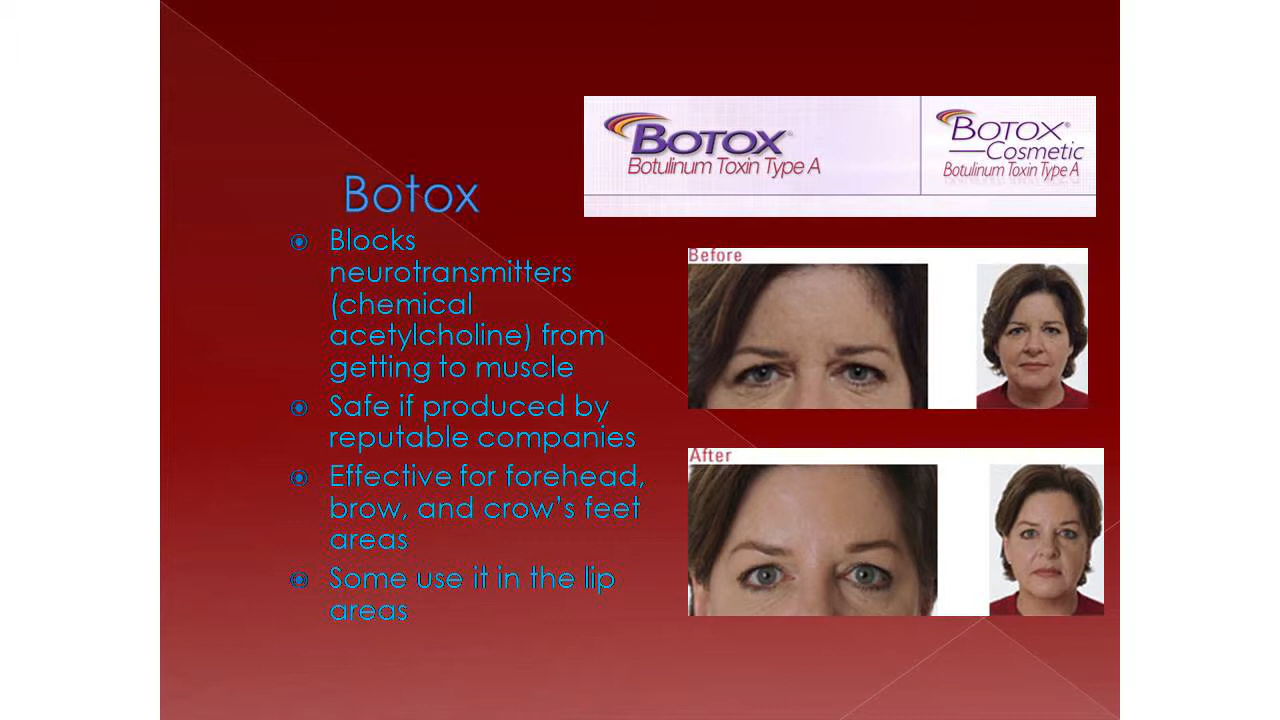 BOTOX®
Botulinum Toxin Type A
BOTOX®
Cosmetic
Botulinum Toxin Type A
Botox
Blocks
neurotransmitters
(chemical
acetylcholine) from
getting to muscle
Safe if produced by
reputable companies
Effective for forehead,
brow, and crow's feet
areas
Some use it in the lip
areas
Before
After